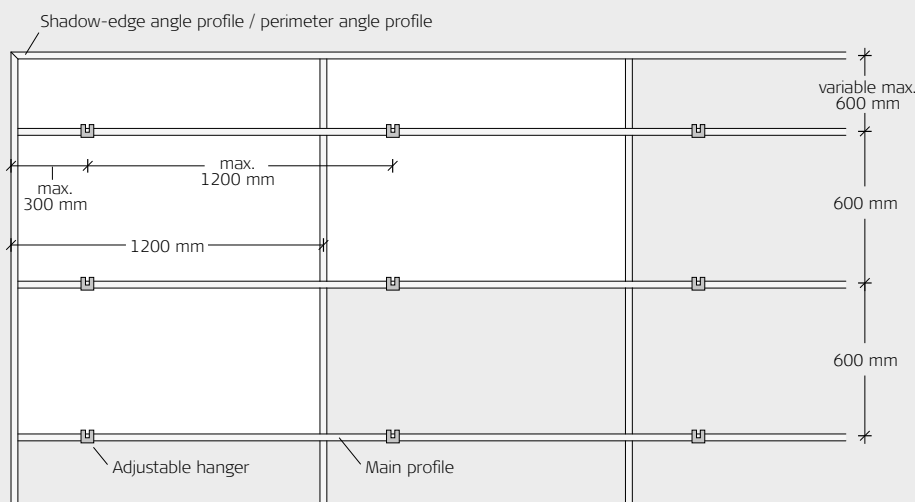 Shadow-edge angle profile / perimeter angle profile
variable max.
600 mm
max.
1200 mm
max.
300 mm
600 mm
1200 mm
600 mm
Adjustable hanger
Main profile